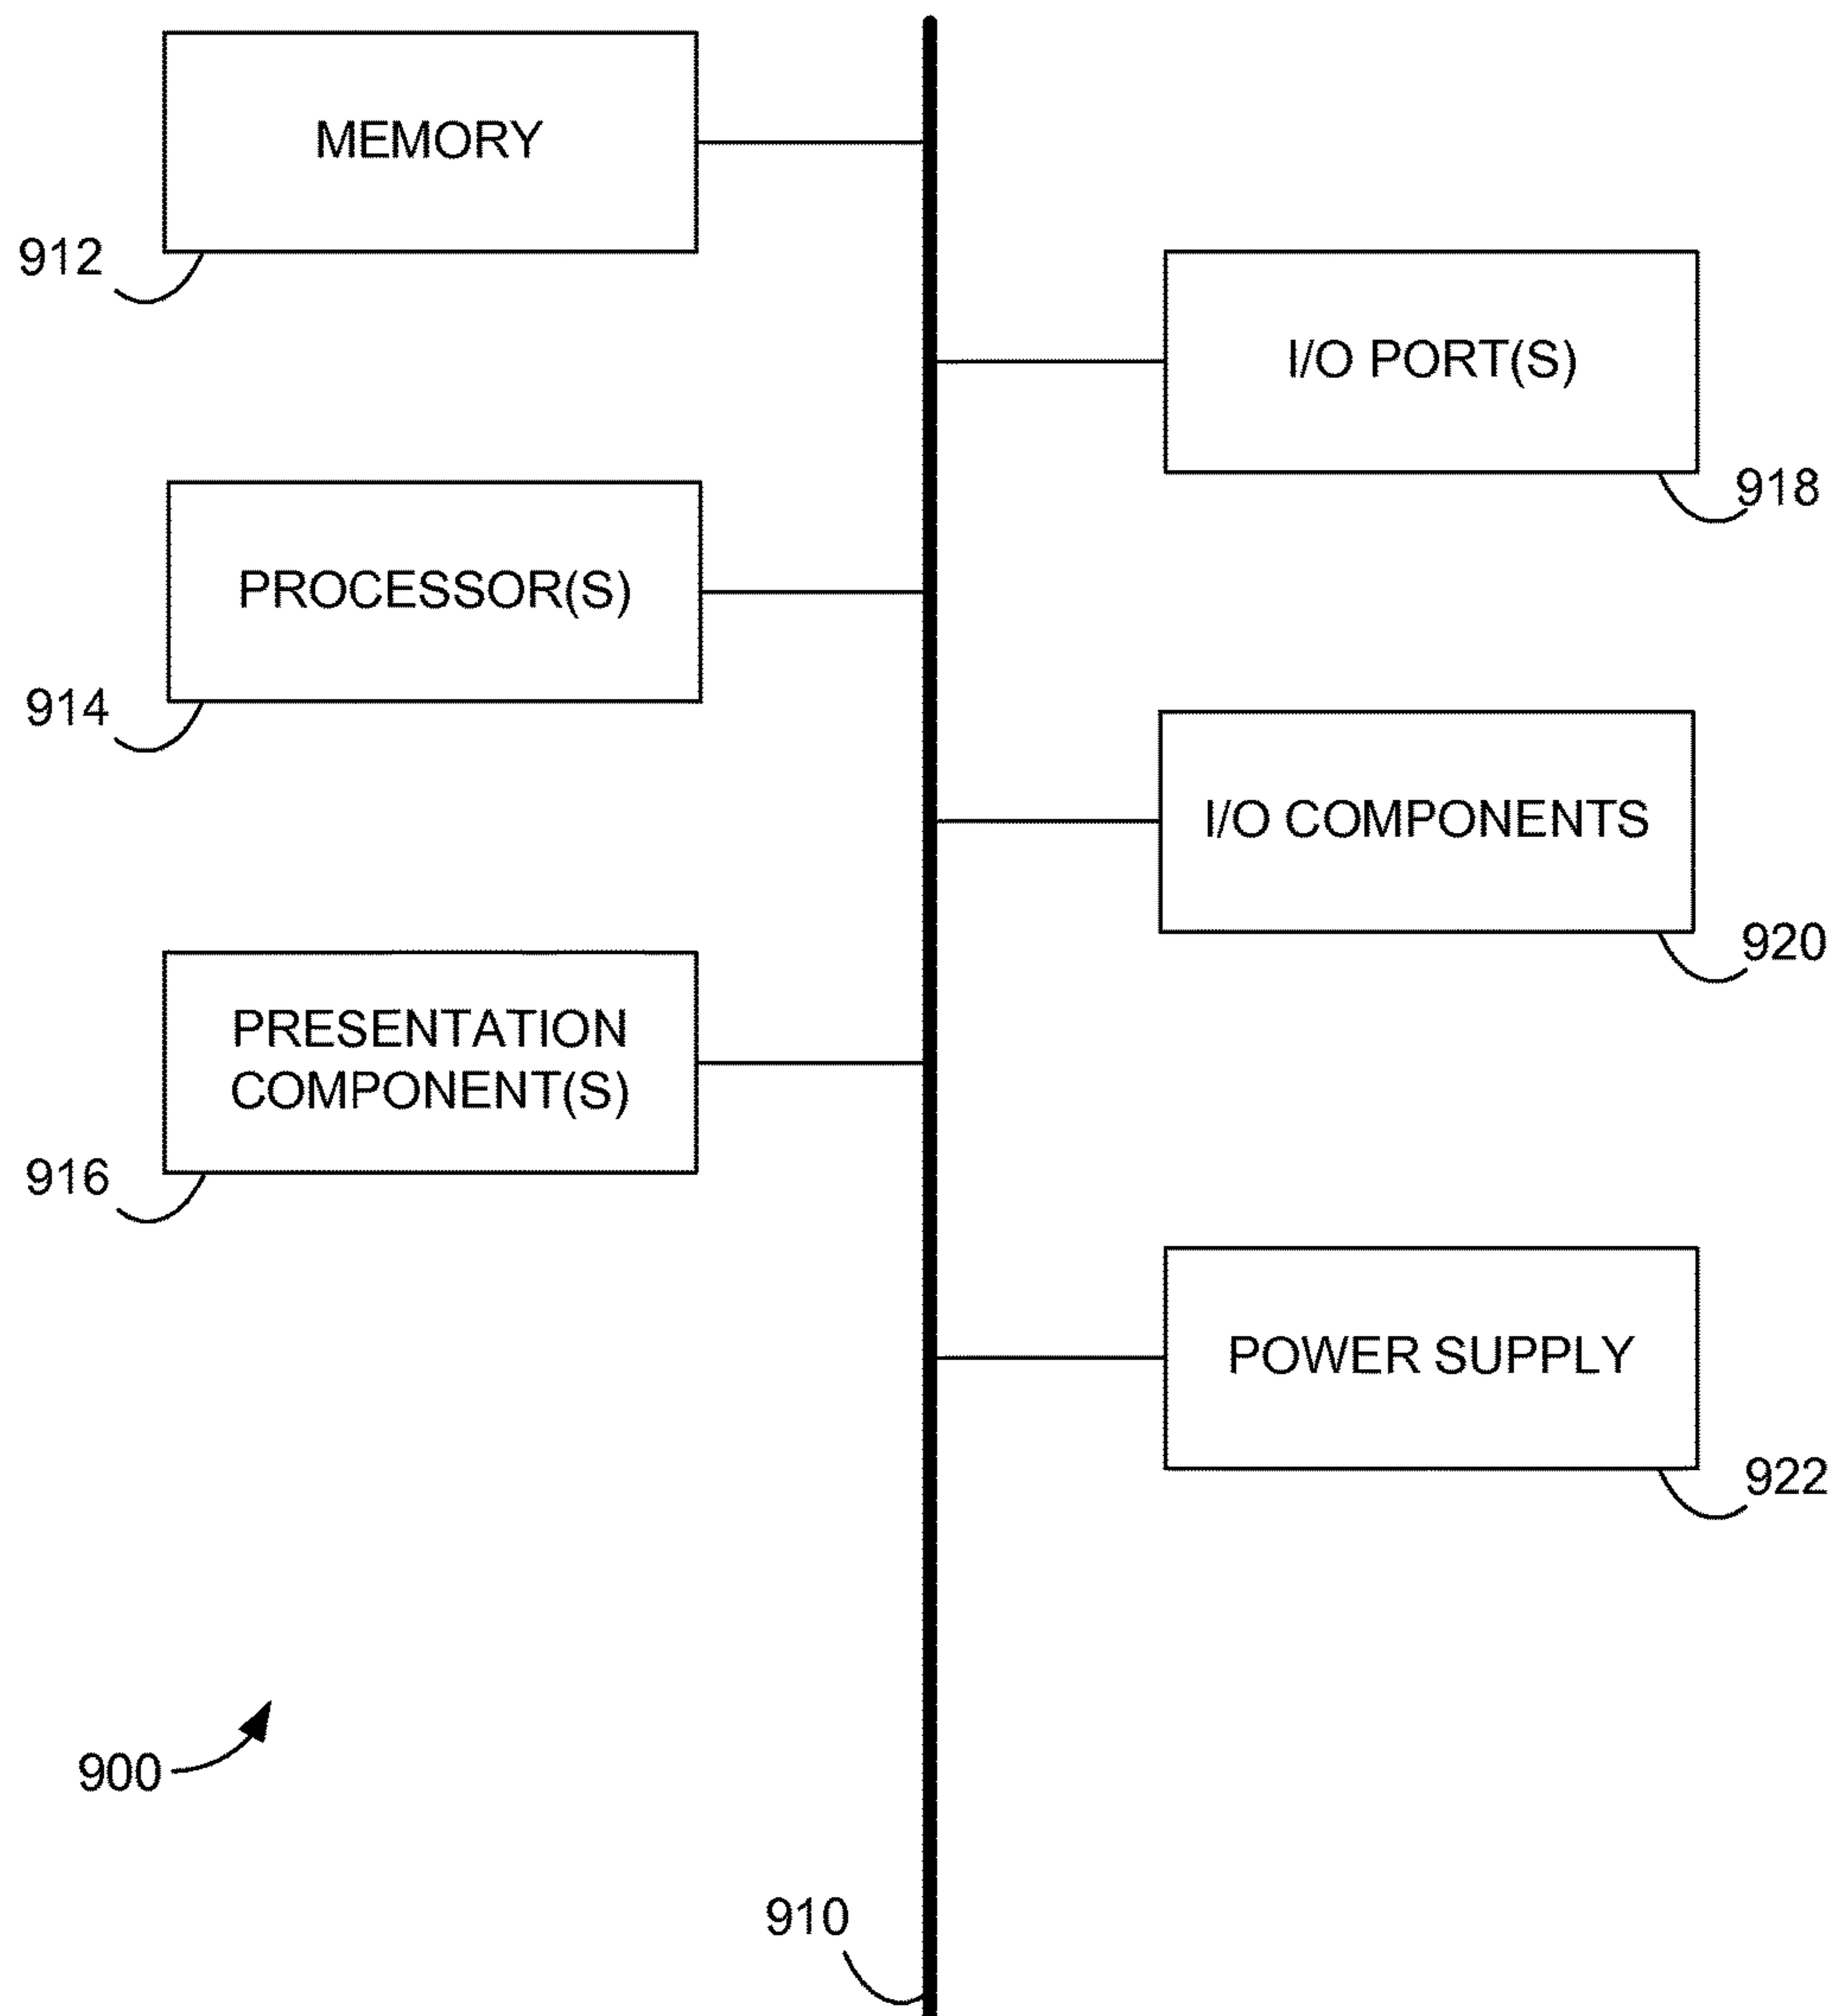 MEMORY
912
I/O PORT(S)
918
PROCESSOR(S)
914
I/O COMPONENTS
920
PRESENTATION
COMPONENT(S)
916
POWER SUPPLY
922
900
910